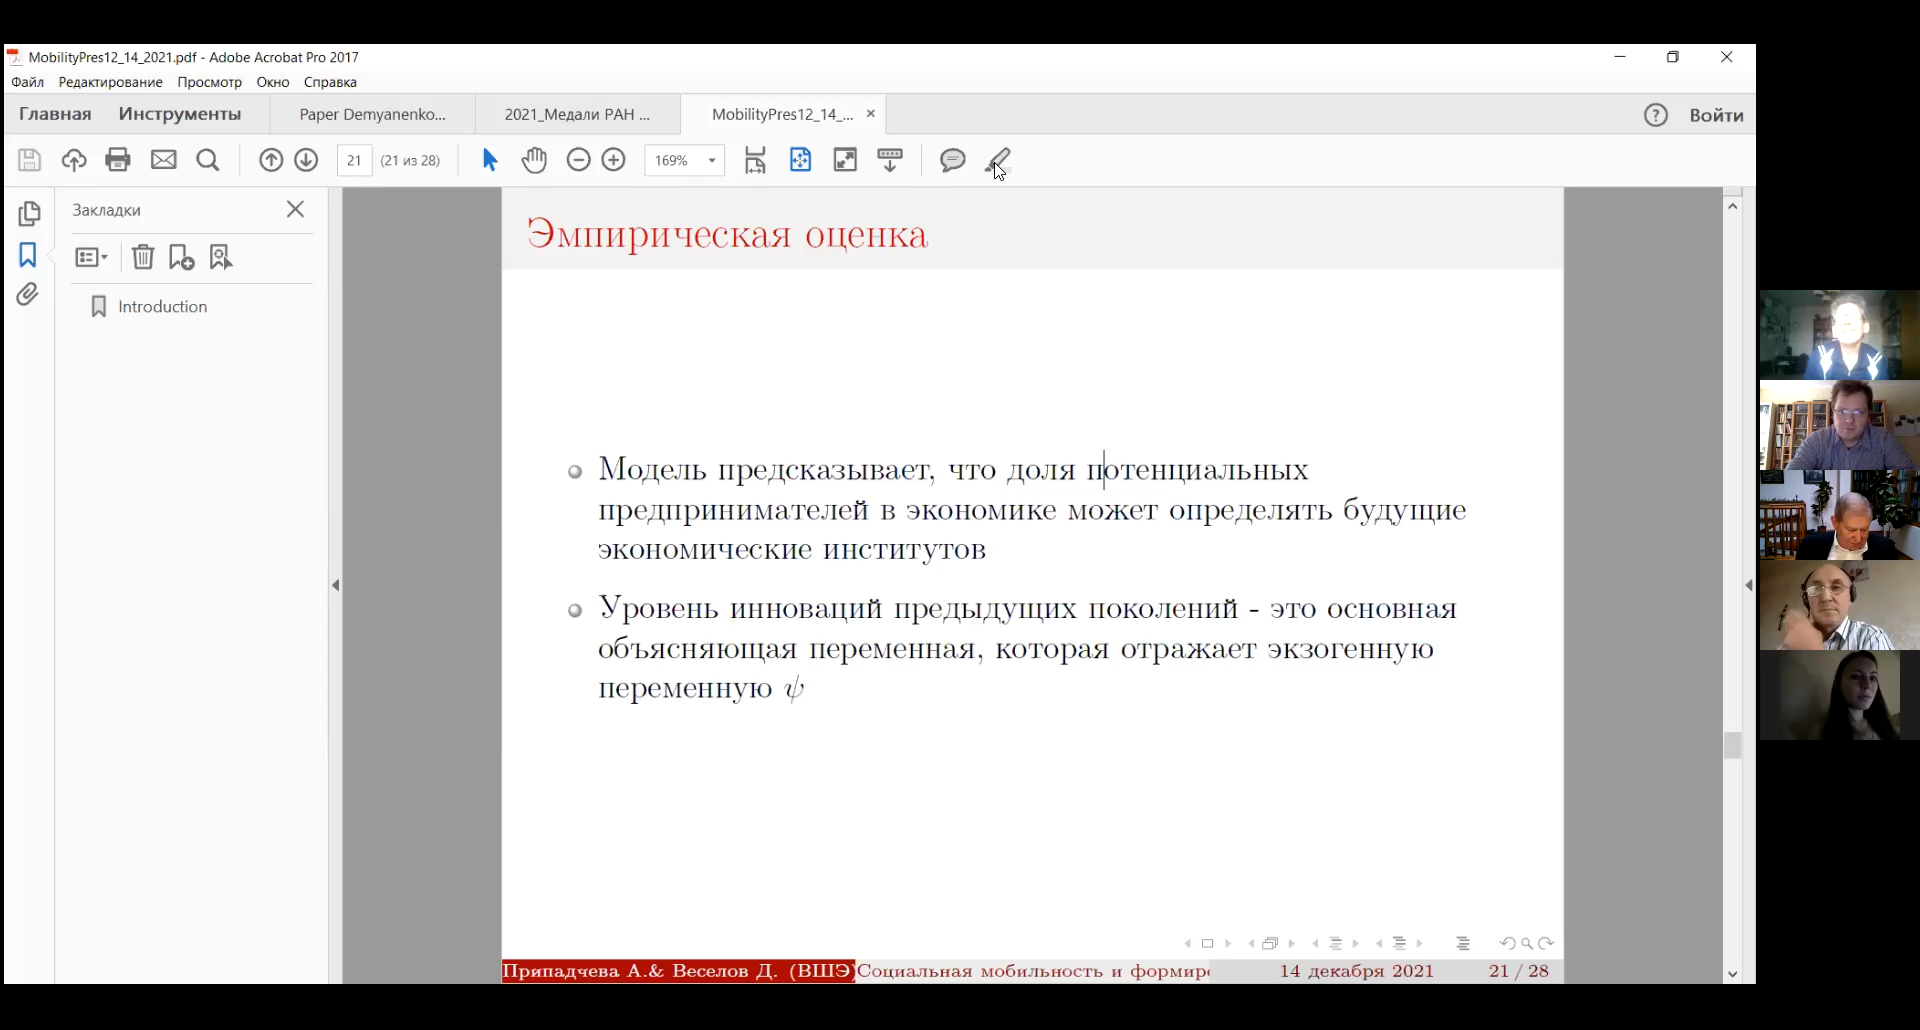 MobilityPres12_14_2021.pdf - Adobe Acrobat Pro 2017
Файл Редактирование Просмотр Окно Справка
Главная Инструменты Paper Demyanenko... 2021_Медали РАН ... MobilityPres12_14_... × ? Войти
21 (21 из 28) 169%
Закладки
Introduction
Эмпирическая оценка
Модель предсказывает, что доля потенциальных
предпринимателей в экономике может определять будущие
экономические институтов
Уровень инноваций предыдущих поколений - это основная
объясняющая переменная, которая отражает экзогенную
переменную ψ
Припадчева А.& Веселов Д. (ВШЭ) Социальная мобильность и формиро 14 декабря 2021 21 / 28